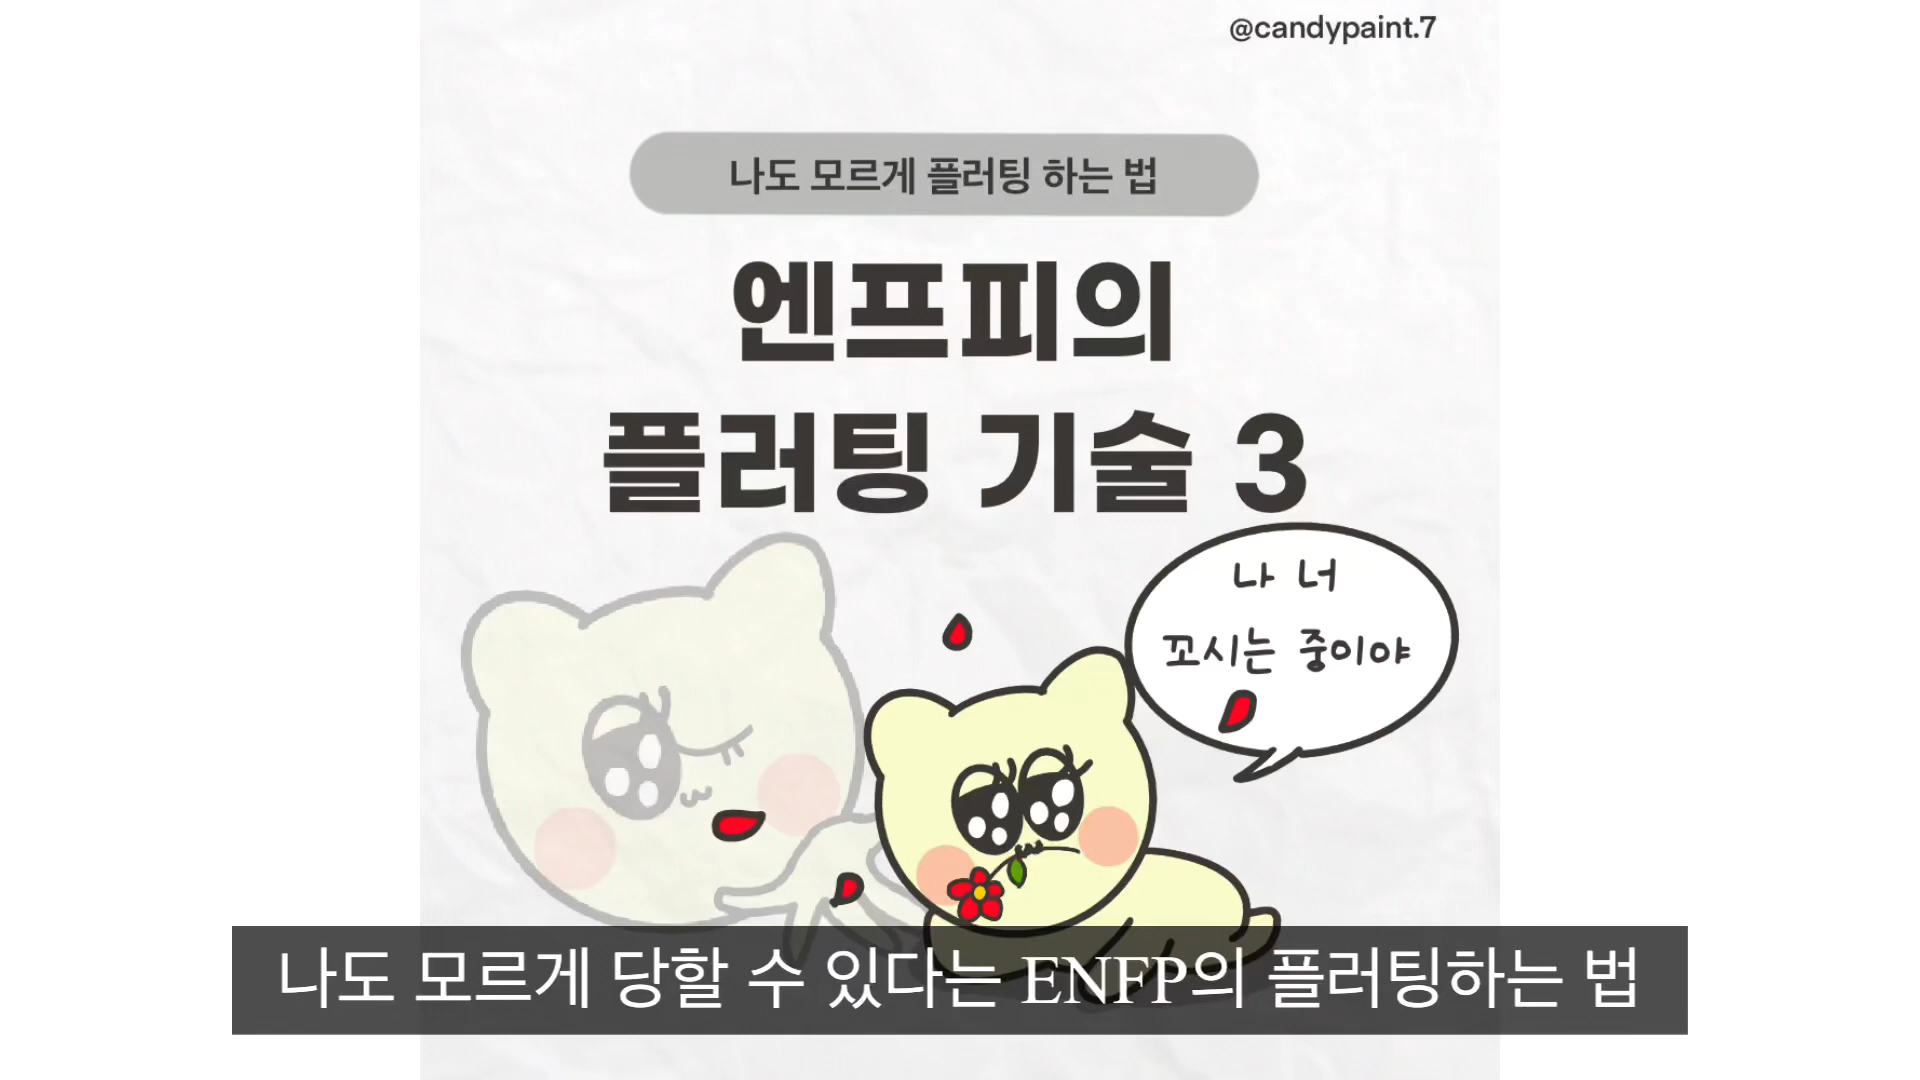 @candypaint.7
나도 모르게 플러팅 하는 법
엔프피의
플러팅 기술 3
나 너
꼬시는 중이야
나도 모르게 당할 수 있다는 ENFP의 플러팅하는 법